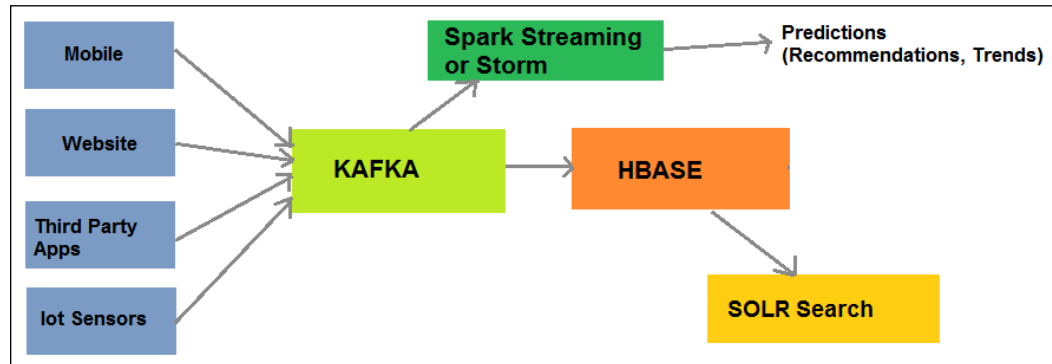 Mobile
Website
Third Party
Apps
Iot Sensors
KAFKA
Spark Streaming
or Storm
Predictions
(Recommendations, Trends)
HBASE
SOLR Search